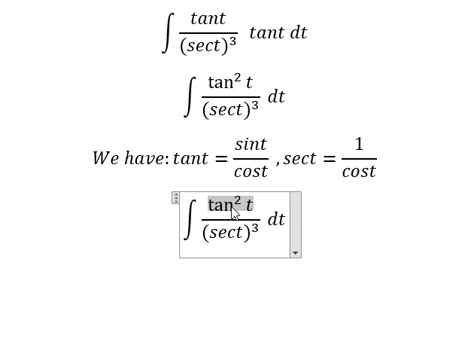 ∫ tant/(sect)³ tant dt
∫ tan² t/(sect)³ dt
We have: tant = sint/cost , sect = 1/cost
∫ tan² t/(sect)³ dt